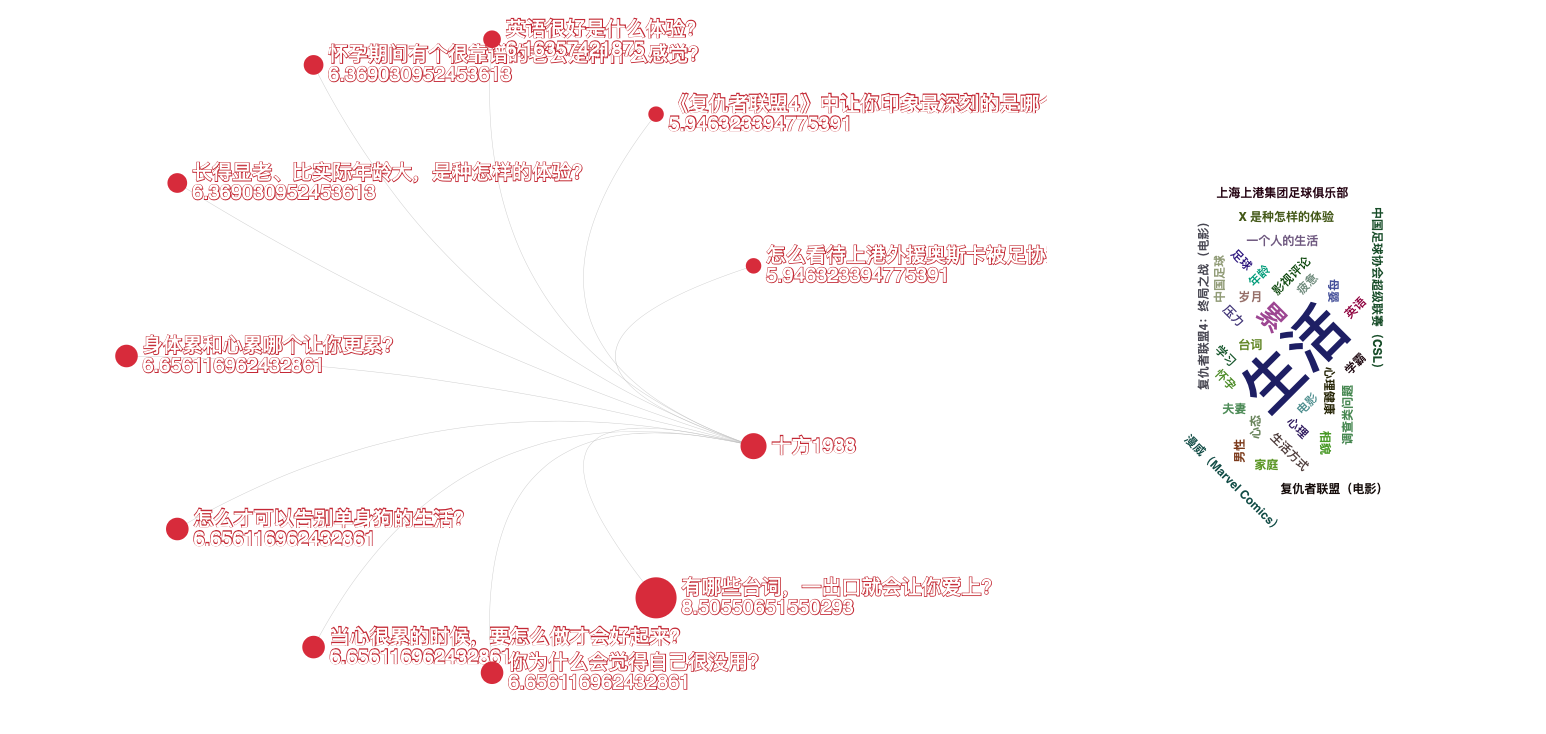 英语很好是什么体验?
6.16357421875
怀孕期间有个很靠谱的老公是种什么感觉?
6.369030952453613
《复仇者联盟4》中让你印象最深刻的是哪
5.946323394775391
长得显老、比实际年龄大，是种怎样的体验?
6.369030952453613
怎么看待上港外援奥斯卡被足协
5.946323394775391
身体累和心累哪个让你更累?
6.656116962432861
十方1988
怎么才可以告别单身狗的生活?
6.656116962432861
有哪些台词，一出口就会让你爱上?
8.50550651550293
当心很累的时候，要怎么做才会好起来?
6.656116962432861
你为什么会觉得自己很没用?
6.656116962432861
上海上港集团足球俱乐部
X 是种怎样的体验
一个人的生活
中国足球协会超级联赛（CSL）
复仇者联盟4：终局之战（电影）
中国足球
足球
年龄
影视评论
疲惫
母婴
英语
岁月
压力
累
生活
台词
学习
怀孕
学霸
心理健康
调查类问题
电影
夫妻
心态
心理
相貌
男性
生活方式
家庭
漫威（Marvel Comics）
复仇者联盟（电影）